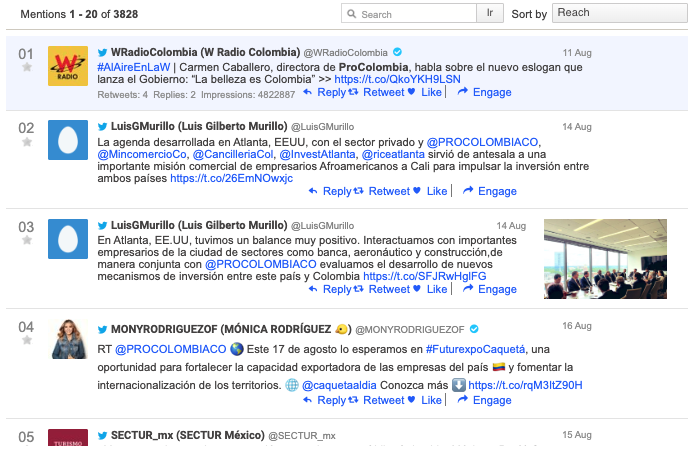 Mentions 1 - 20 of 3828
Search
Ir
Sort by
Reach
01
W RADIO
WRadioColombia (W Radio Colombia) @WRadioColombia
11 Aug
#AlAireEnLaW | Carmen Caballero, directora de ProColombia, habla sobre el nuevo eslogan que
lanza el Gobierno: “La belleza es Colombia” >> https://t.co/QkoYKH9LSN
Retweets: 4 Replies: 2 Impressions: 4822887
Reply Retweet Like | Engage
02
LuisGMurillo (Luis Gilberto Murillo) @LuisGMurillo
14 Aug
La agenda desarrollada en Atlanta, EEUU, con el sector privado y @PROCOLOMBIACO,
@MincomercioCo, @CancilleriaCol, @InvestAtlanta, @riceatlanta sirvió de antesala a una
importante misión comercial de empresarios Afroamericanos a Cali para impulsar la inversión entre
ambos países https://t.co/26EmNOwxjc
Reply Retweet Like | Engage
03
LuisGMurillo (Luis Gilberto Murillo) @LuisGMurillo
14 Aug
En Atlanta, EE.UU, tuvimos un balance muy positivo. Interactuamos con importantes
empresarios de la ciudad de sectores como banca, aeronáutico y construcción,de
manera conjunta con @PROCOLOMBIACO evaluamos el desarrollo de nuevos
mecanismos de inversión entre este país y Colombia https://t.co/SFJRwHglFG
Reply Retweet Like | Engage
04
MONYRODRIGUEZOF (MÓNICA RODRÍGUEZ ) @MONYRODRIGUEZOF
16 Aug
RT @PROCOLOMBIACO 🌎 Este 17 de agosto lo esperamos en #FuturexpoCaquetá, una
oportunidad para fortalecer la capacidad exportadora de las empresas del país 🇨🇴 y fomentar la
internacionalización de los territorios. 🌐 @caquetaaldia Conozca más ⬇️ https://t.co/rqM3ItZ90H
Reply Retweet Like | Engage
05
TURISMO
SECTUR_mx (SECTUR México) @SECTUR_mx
15 Aug